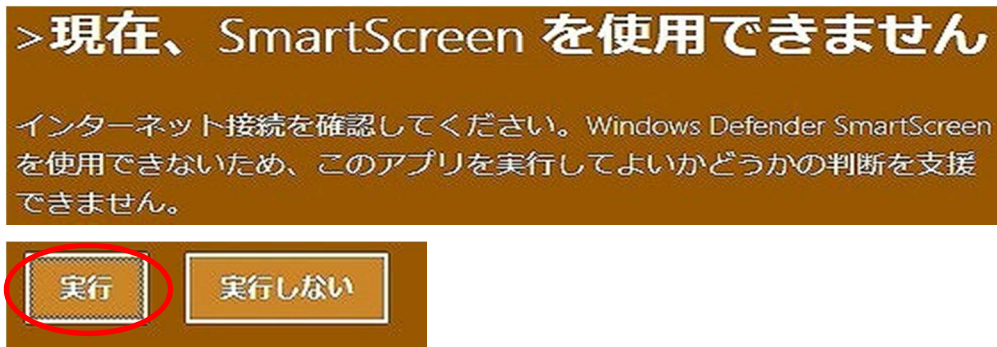 >現在、SmartScreen を使用できません
インターネット接続を確認してください。Windows Defender SmartScreen
を使用できないため、このアプリを実行してよいかどうかの判断を支援
できません。
実行 実行しない